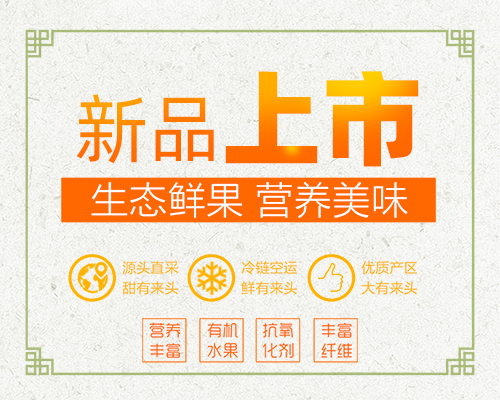 新品上市
生态鲜果 营养美味
源头直采
甜有来头
冷链空运
鲜有来头
优质产区
大有来头
营养
丰富
有机
水果
抗氧
化剂
丰富
纤维